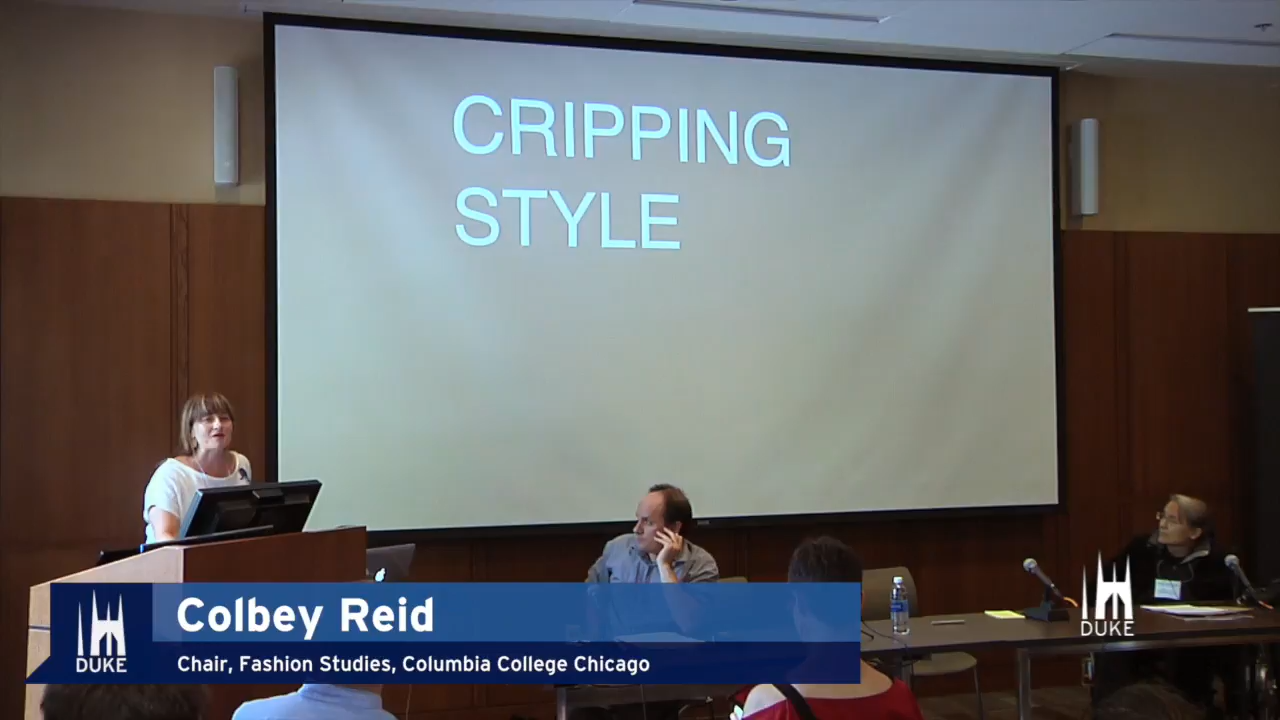 CRIPPING
STYLE
Colbey Reid
Chair, Fashion Studies, Columbia College Chicago
DUKE
DUKE